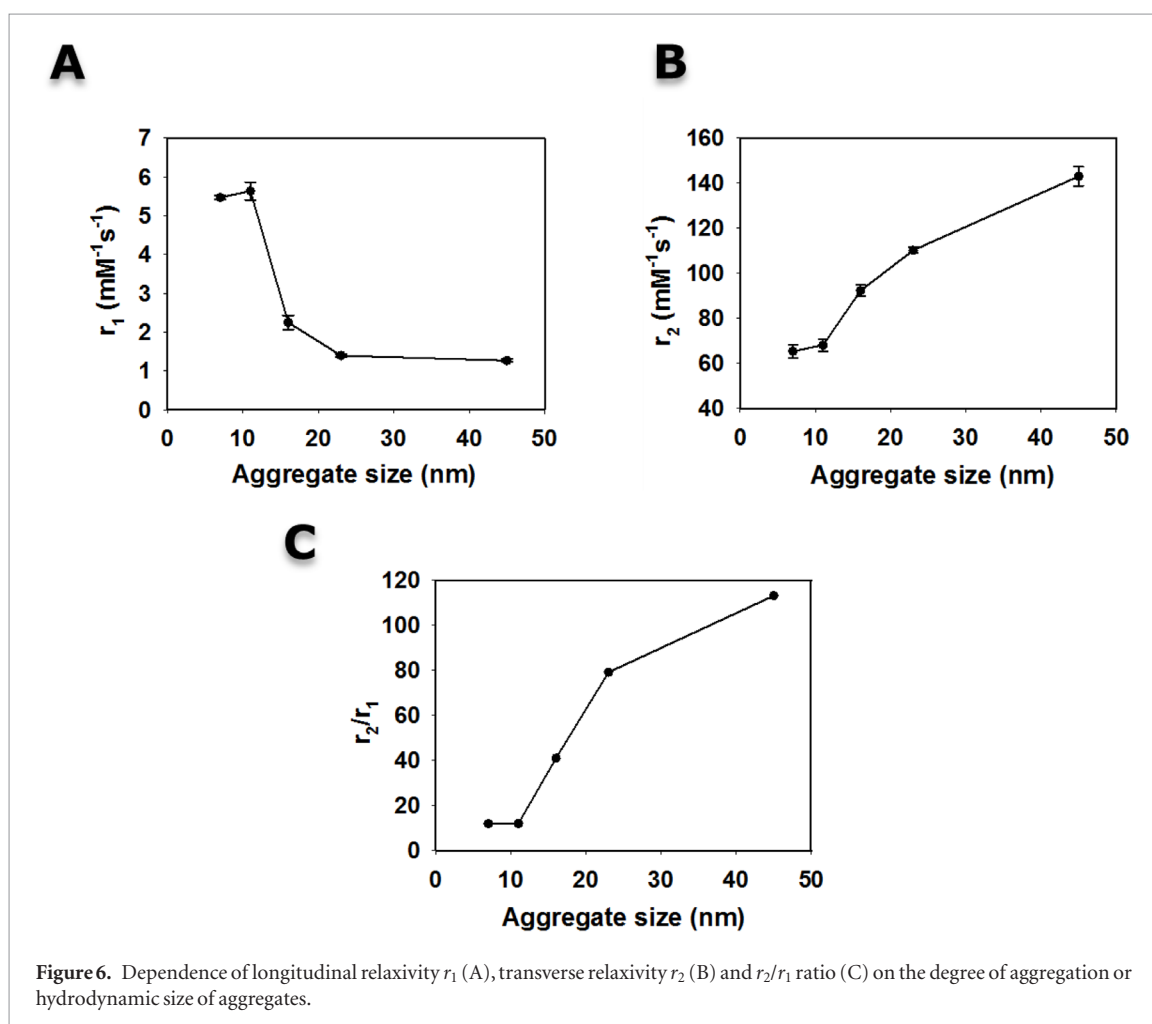 A
7
6
5
4
3
2
1
0
r₁ (mM⁻¹s⁻¹)
0 10 20 30 40 50
Aggregate size (nm)
B
160
140
120
100
80
60
40
r₂ (mM⁻¹s⁻¹)
0 10 20 30 40 50
Aggregate size (nm)
C
120
100
80
60
40
20
0
r₂/r₁
0 10 20 30 40 50
Aggregate size (nm)
Figure 6. Dependence of longitudinal relaxivity r₁ (A), transverse relaxivity r₂ (B) and r₂/r₁ ratio (C) on the degree of aggregation or
hydrodynamic size of aggregates.